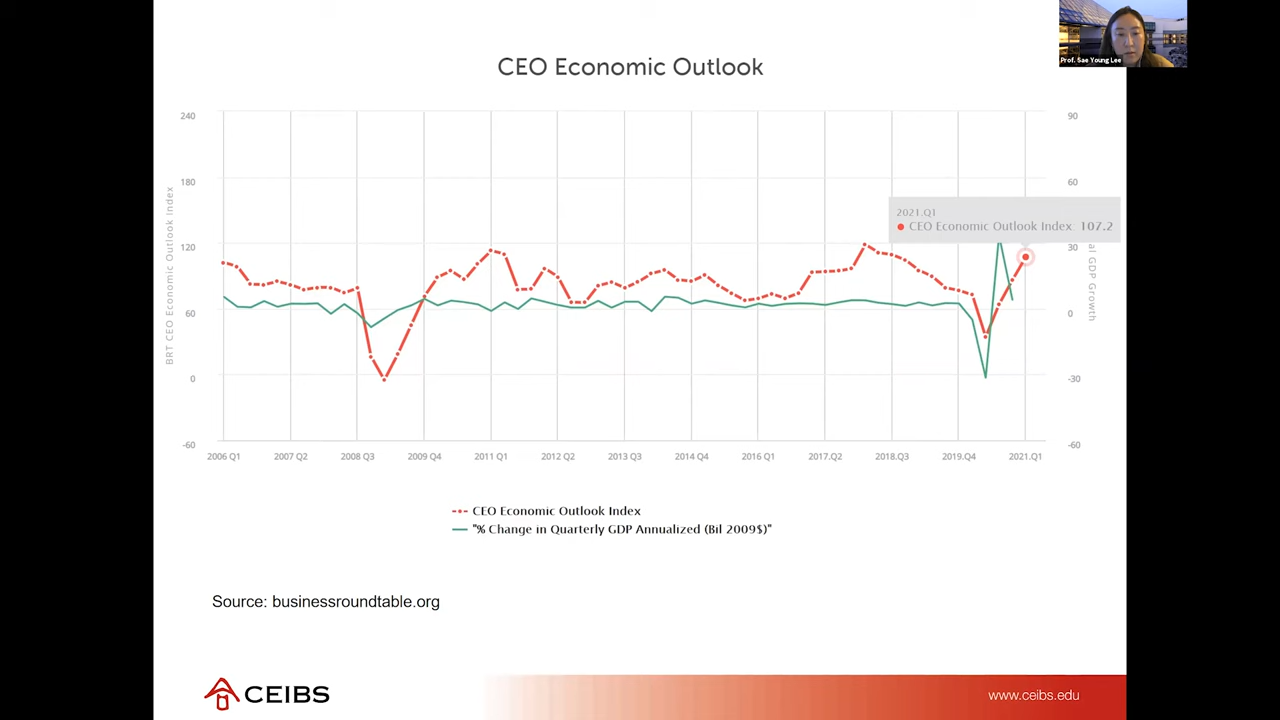 CEO Economic Outlook
Prof. Sae Young Lee
240
180
120
60
0
-60
BRT CEO Economic Outlook Index
90
60
30
0
-30
-60
al GDP Growth
2021.Q1
CEO Economic Outlook Index: 107.2
2006 Q1
2007 Q2
2008 Q3
2009 Q4
2011 Q1
2012 Q2
2013 Q3
2014 Q4
2016 Q1
2017.Q2
2018.Q3
2019.Q4
2021.Q1
CEO Economic Outlook Index
"% Change in Quarterly GDP Annualized (Bil 2009$)"
Source: businessroundtable.org
CEIBS
www.ceibs.edu